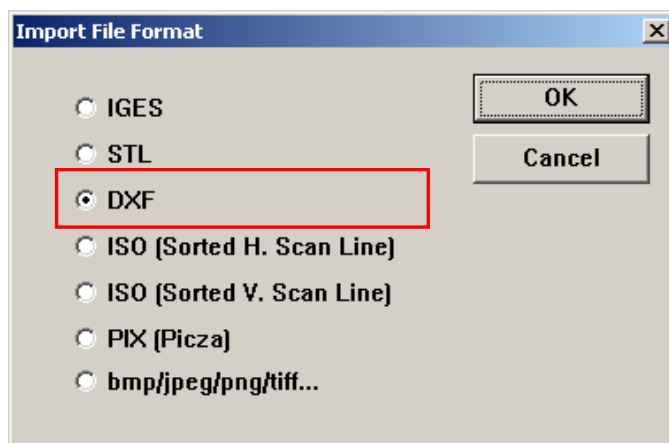 Import File Format
IGES
OK
STL
Cancel
DXF
ISO (Sorted H. Scan Line)
ISO (Sorted V. Scan Line)
PIX (Picza)
bmp/jpeg/png/tiff...